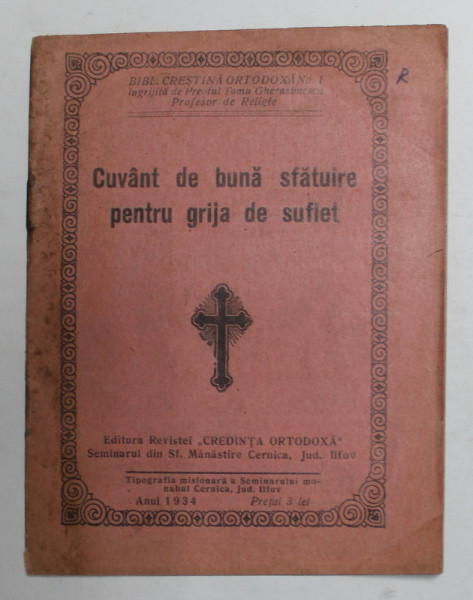 BIBL. CREȘTINĂ ORTODOXĂ No. 1
îngrijită de Preotul Toma Gherasimescu
Profesor de Religie
R
Cuvânt de bună sfătuire
pentru grija de suflet
Editura Revistei „CREDINȚA ORTODOXĂ"
Seminarul din Sf. Mânăstire Cernica, Jud. Ilfov
Tipografia misionară a Seminarului mo-
nahal Cernica, Jud. Ilfov
Anul 1934 Prețul 3 lei